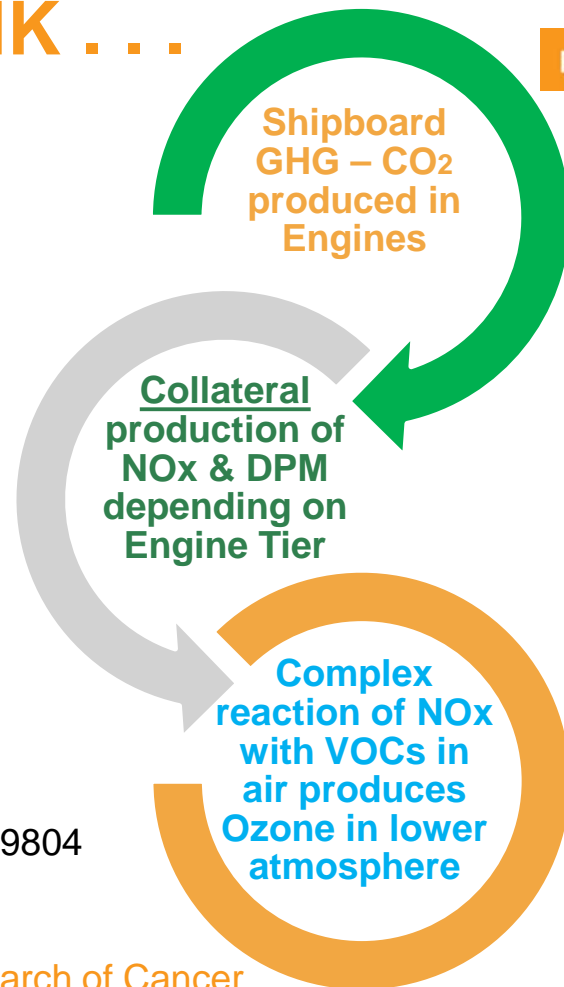 IK . . .
Shipboard
GHG – CO2
produced in
Engines
Collateral
production of
NOx & DPM
depending on
Engine Tier
Complex
reaction of NOx
with VOCs in
air produces
Ozone in lower
atmosphere
9804
arch of Cancer